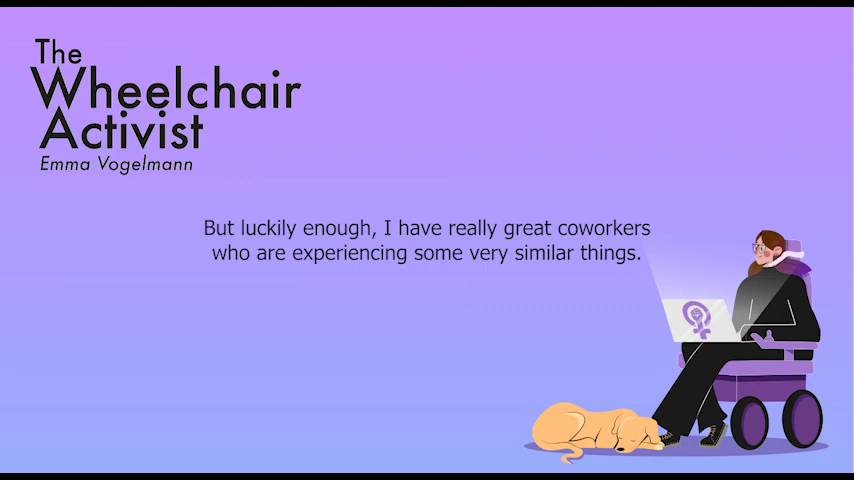 The
Wheelchair
Activist
Emma Vogelmann
But luckily enough, I have really great coworkers
who are experiencing some very similar things.